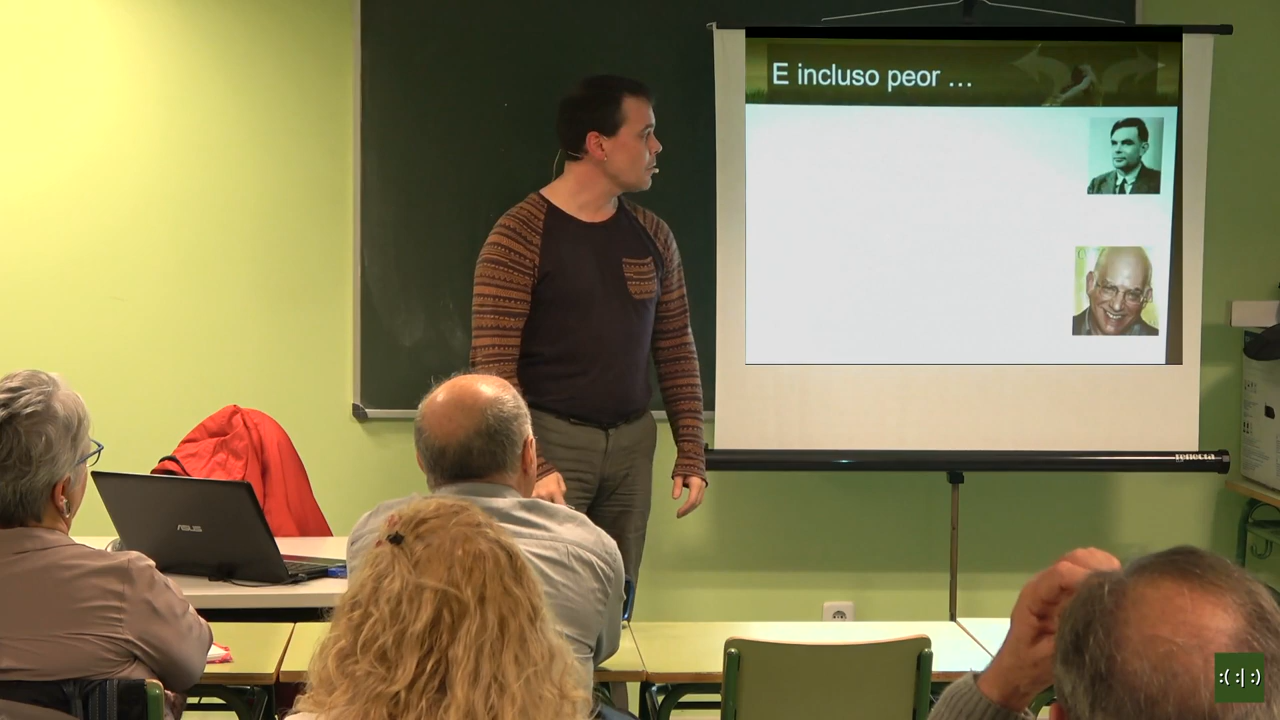 E incluso peor ...
ASUS
reflecta
:( :| :)